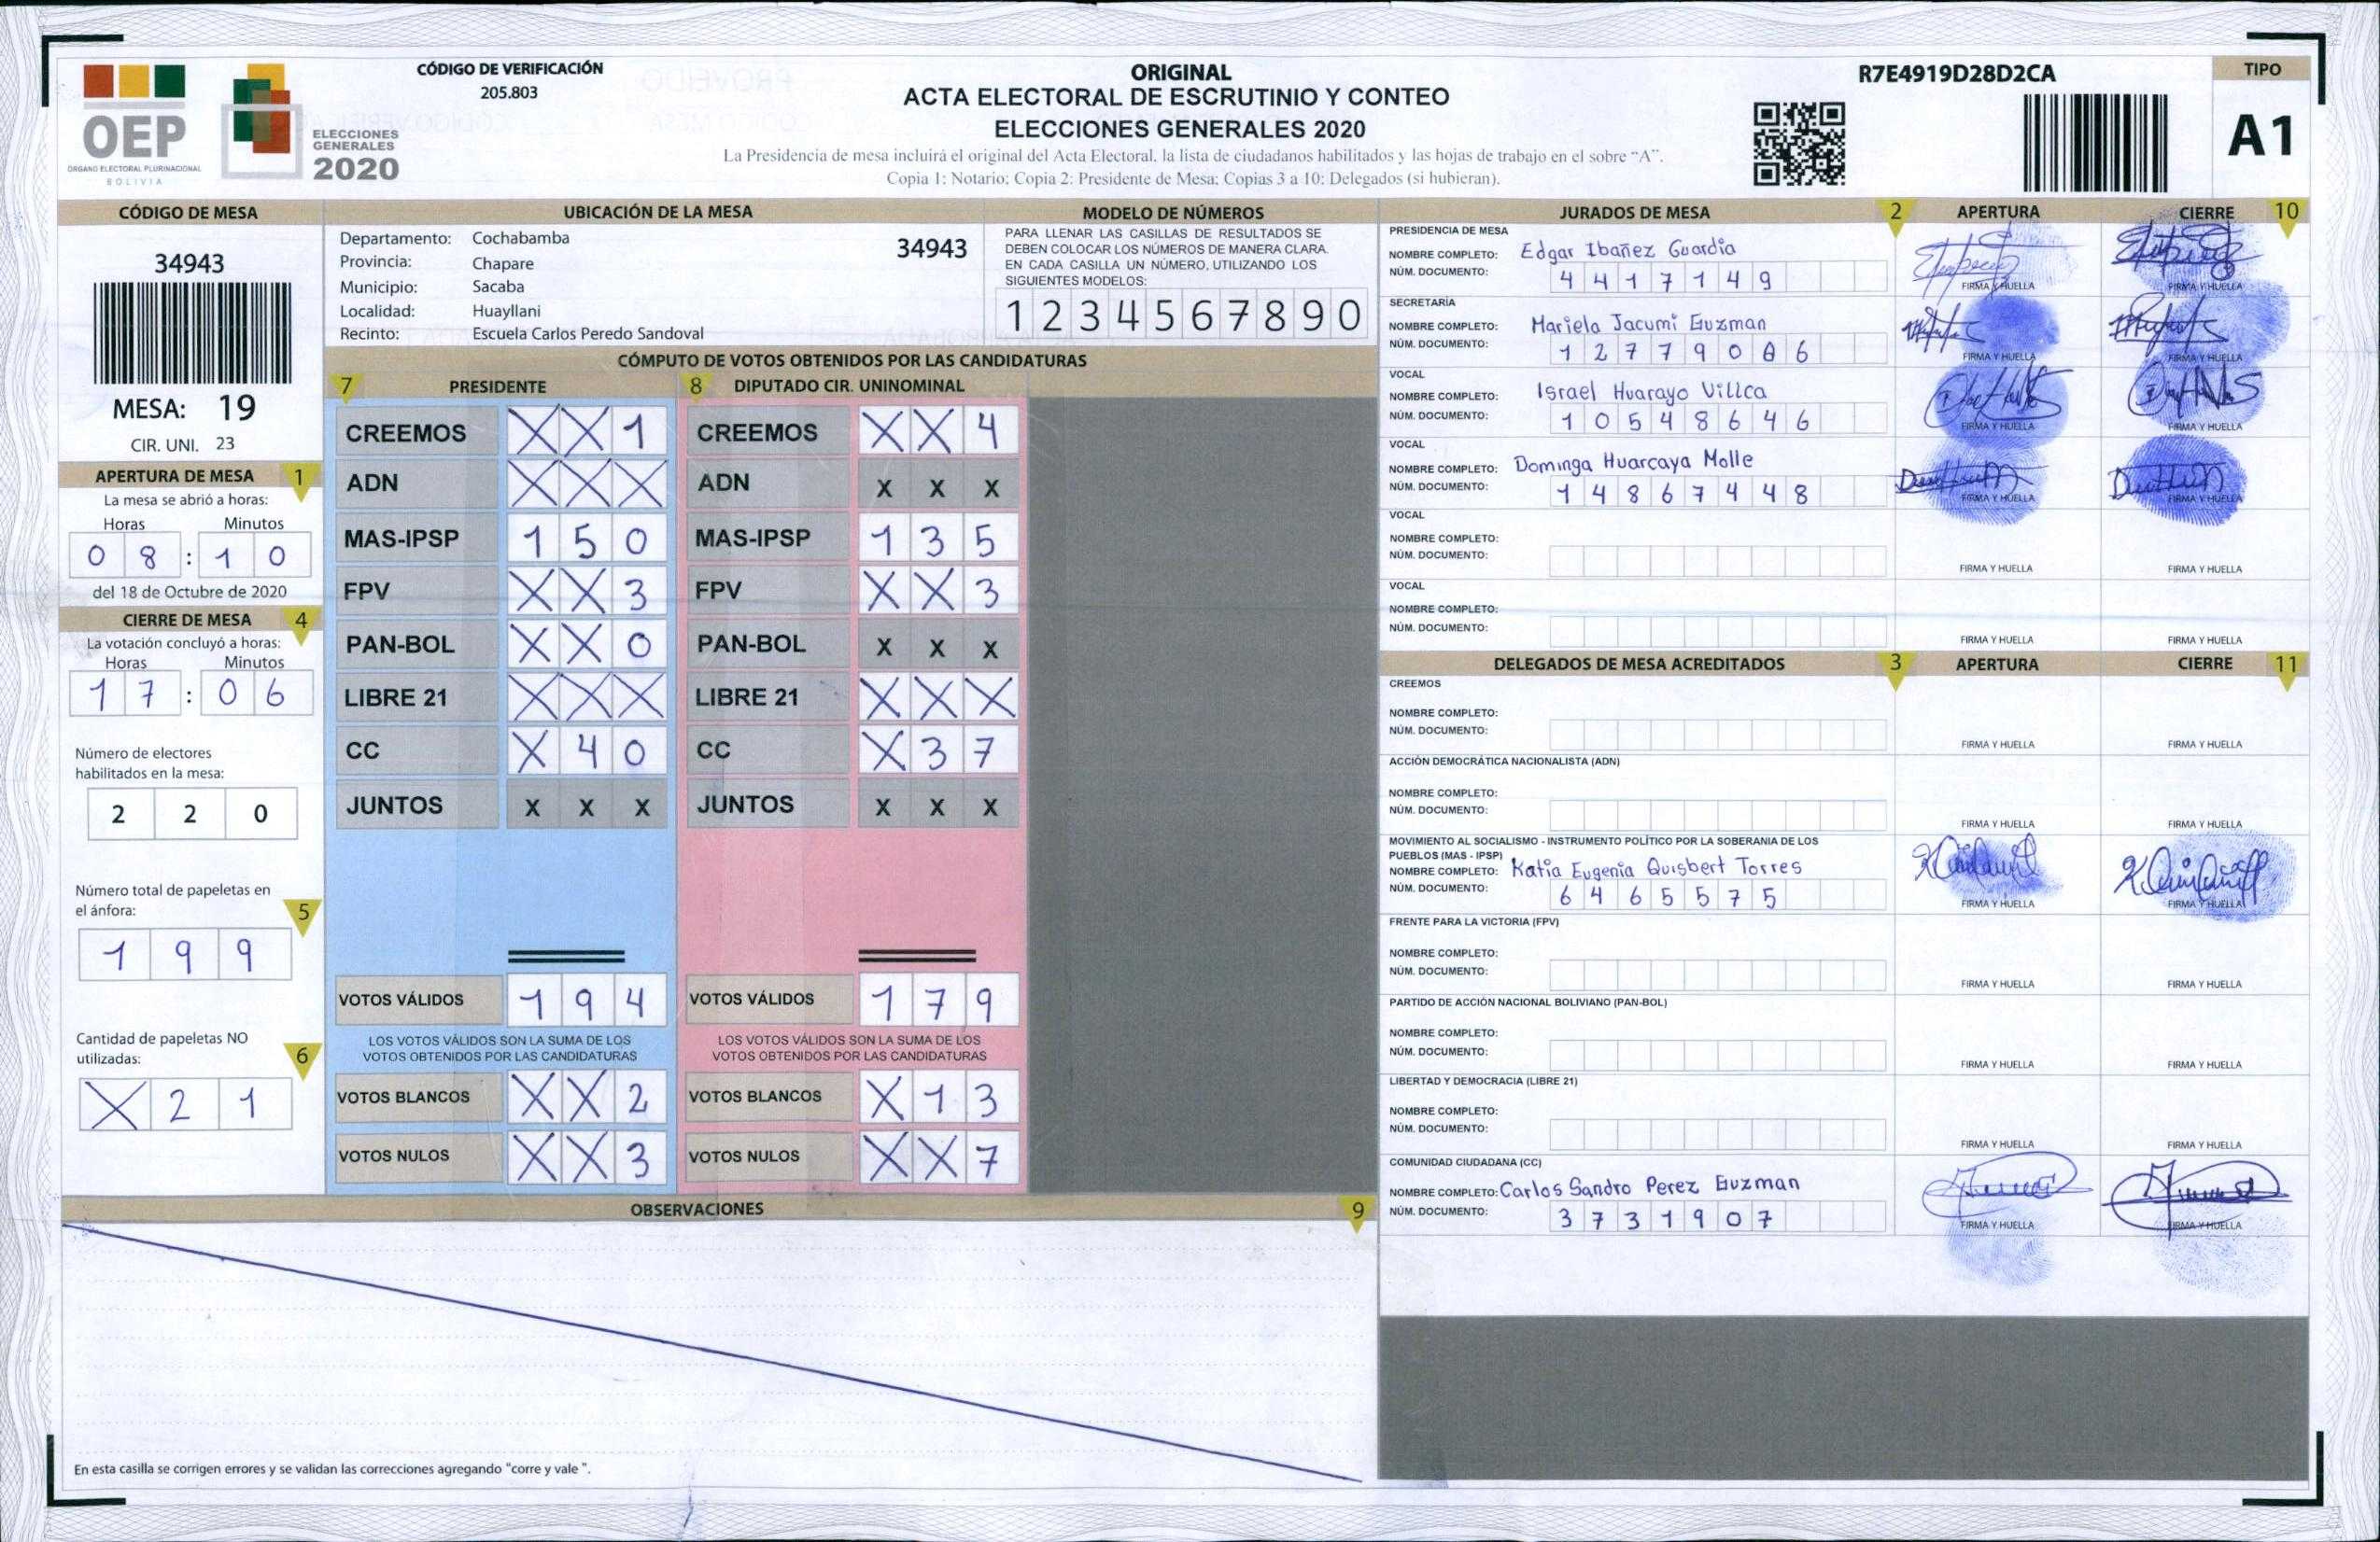 OEP
ÓRGANO ELECTORAL PLURINACIONAL
BOLIVIA
ELECCIONES
GENERALES
2020
CÓDIGO DE VERIFICACIÓN
205.803
ORIGINAL
ACTA ELECTORAL DE ESCRUTINIO Y CONTEO
ELECCIONES GENERALES 2020
La Presidencia de mesa incluirá el original del Acta Electoral, la lista de ciudadanos habilitados y las hojas de trabajo en el sobre "A".
Copia 1: Notario; Copia 2: Presidente de Mesa; Copias 3 a 10: Delegados (si hubieran).
R7E4919D28D2CA
TIPO
A1
CÓDIGO DE MESA
34943
MESA: 19
CIR. UNI. 23
APERTURA DE MESA 1
La mesa se abrió a horas:
Horas Minutos
0 8 : 1 0
del 18 de Octubre de 2020
CIERRE DE MESA 4
La votación concluyó a horas:
Horas Minutos
1 7 : 0 6
Número de electores
habilitados en la mesa:
2 2 0
Número total de papeletas en
el ánfora: 5
1 9 9
Cantidad de papeletas NO
utilizadas: 6
X 2 1
UBICACIÓN DE LA MESA
Departamento: Cochabamba 34943
Provincia: Chapare
Municipio: Sacaba
Localidad: Huayllani
Recinto: Escuela Carlos Peredo Sandoval
MODELO DE NÚMEROS
PARA LLENAR LAS CASILLAS DE RESULTADOS SE
DEBEN COLOCAR LOS NÚMEROS DE MANERA CLARA.
EN CADA CASILLA UN NÚMERO, UTILIZANDO LOS
SIGUIENTES MODELOS:
1 2 3 4 5 6 7 8 9 0
CÓMPUTO DE VOTOS OBTENIDOS POR LAS CANDIDATURAS
7 PRESIDENTE 8 DIPUTADO CIR. UNINOMINAL
CREEMOS X X 1 CREEMOS X X 4
ADN X X X ADN X X X
MAS-IPSP 1 5 0 MAS-IPSP 1 3 5
FPV X X 3 FPV X X 3
PAN-BOL X X 0 PAN-BOL X X X
LIBRE 21 X X X LIBRE 21 X X X
CC X 4 0 CC X 3 7
JUNTOS X X X JUNTOS X X X
VOTOS VÁLIDOS 1 9 4 VOTOS VÁLIDOS 1 7 9
LOS VOTOS VÁLIDOS SON LA SUMA DE LOS LOS VOTOS VÁLIDOS SON LA SUMA DE LOS
VOTOS OBTENIDOS POR LAS CANDIDATURAS VOTOS OBTENIDOS POR LAS CANDIDATURAS
VOTOS BLANCOS X X 2 VOTOS BLANCOS X 1 3
VOTOS NULOS X X 3 VOTOS NULOS X X 7
OBSERVACIONES 9
En esta casilla se corrigen errores y se validan las correcciones agregando "corre y vale ".
JURADOS DE MESA 2 APERTURA CIERRE 10
PRESIDENCIA DE MESA
NOMBRE COMPLETO: Edgar Ibañez Guardia
NÚM. DOCUMENTO: 4 4 1 7 1 4 9
FIRMA Y HUELLA FIRMA Y HUELLA
SECRETARÍA
NOMBRE COMPLETO: Mariela Jacumi Guzman
NÚM. DOCUMENTO: 1 2 7 7 9 0 6
FIRMA Y HUELLA FIRMA Y HUELLA
VOCAL
NOMBRE COMPLETO: Israel Huarayo Villca
NÚM. DOCUMENTO: 1 0 5 4 8 6 4 6
FIRMA Y HUELLA FIRMA Y HUELLA
VOCAL
NOMBRE COMPLETO: Dominga Huarcaya Molle
NÚM. DOCUMENTO: 1 4 8 6 7 4 4 8
FIRMA Y HUELLA FIRMA Y HUELLA
VOCAL
NOMBRE COMPLETO:
NÚM. DOCUMENTO:
FIRMA Y HUELLA FIRMA Y HUELLA
VOCAL
NOMBRE COMPLETO:
NÚM. DOCUMENTO:
FIRMA Y HUELLA FIRMA Y HUELLA
DELEGADOS DE MESA ACREDITADOS 3 APERTURA CIERRE 11
CREEMOS
NOMBRE COMPLETO:
NÚM. DOCUMENTO:
FIRMA Y HUELLA FIRMA Y HUELLA
ACCIÓN DEMOCRÁTICA NACIONALISTA (ADN)
NOMBRE COMPLETO:
NÚM. DOCUMENTO:
FIRMA Y HUELLA FIRMA Y HUELLA
MOVIMIENTO AL SOCIALISMO - INSTRUMENTO POLÍTICO POR LA SOBERANIA DE LOS
PUEBLOS (MAS - IPSP)
NOMBRE COMPLETO: Katia Eugenia Quisbert Torres
NÚM. DOCUMENTO: 6 4 6 5 5 7 5
FIRMA Y HUELLA FIRMA Y HUELLA
FRENTE PARA LA VICTORIA (FPV)
NOMBRE COMPLETO:
NÚM. DOCUMENTO:
FIRMA Y HUELLA FIRMA Y HUELLA
PARTIDO DE ACCIÓN NACIONAL BOLIVIANO (PAN-BOL)
NOMBRE COMPLETO:
NÚM. DOCUMENTO:
FIRMA Y HUELLA FIRMA Y HUELLA
LIBERTAD Y DEMOCRACIA (LIBRE 21)
NOMBRE COMPLETO:
NÚM. DOCUMENTO:
FIRMA Y HUELLA FIRMA Y HUELLA
COMUNIDAD CIUDADANA (CC)
NOMBRE COMPLETO: Carlos Sandro Perez Guzman
NÚM. DOCUMENTO: 3 7 3 1 9 0 7
FIRMA Y HUELLA FIRMA Y HUELLA